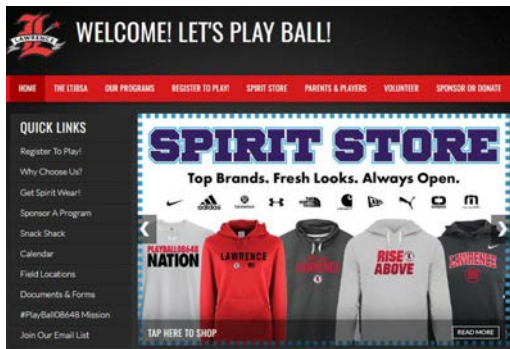 LAWRENCE
WELCOME! LET'S PLAY BALL!
HOME THE LTJBSA OUR PROGRAMS REGISTER TO PLAY! SPIRIT STORE PARENTS & PLAYERS VOLUNTEER SPONSOR OR DONATE
QUICK LINKS
Register To Play!
Why Choose Us?
Get Spirit Wear!
Sponsor A Program
Snack Shack
Calendar
Field Locations
Documents & Forms
#PlayBall08648 Mission
Join Our Email List
SPIRIT STORE
Top Brands. Fresh Looks. Always Open.
adidas
PLAYBALL08648
NATION
LAWRENCE
RISE
ABOVE
LAWRENCE
TAP HERE TO SHOP
READ MORE